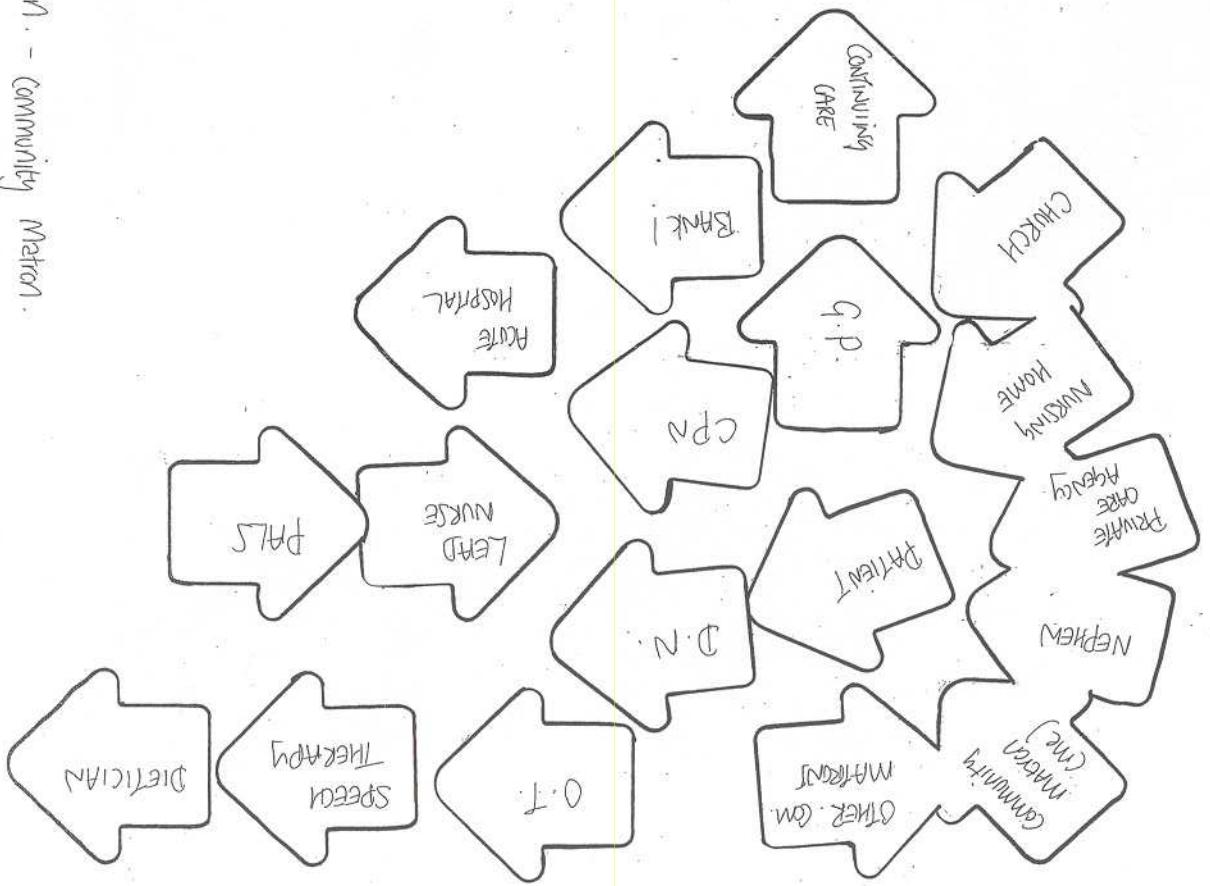 n. - Community Matron.
CONTINUING
CARE
CHURCH
BANK!
ACUTE
HOSPITAL
G.P.
NURSING
HOME
CPN
PRIVATE
CARE
AGENCY.
PALS
LEAD
NURSE
PATIENT
D.N.
NEPHEW
DIETICIAN
SPEECH
THERAPY
O.T.
OTHER. COM.
MATRONS
Community
Matron
(me)